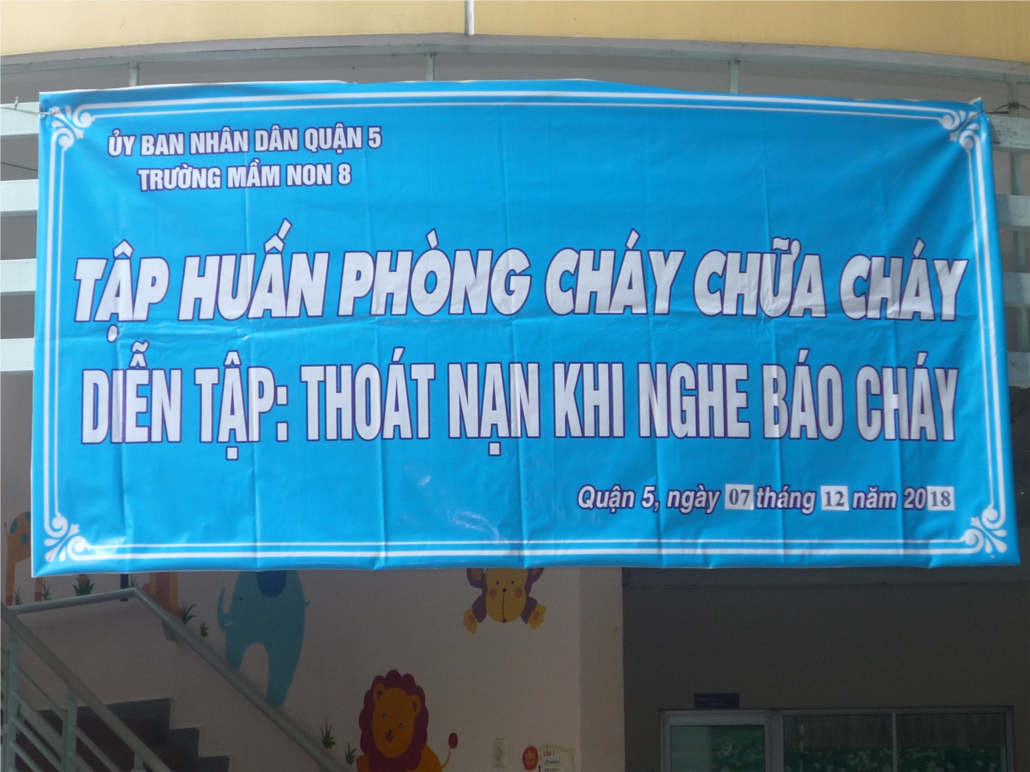 ỦY BAN NHÂN DÂN QUẬN 5
TRƯỜNG MẦM NON 8
TẬP HUẤN PHÒNG CHÁY CHỮA CHÁY
DIỄN TẬP: THOÁT NẠN KHI NGHE BÁO CHÁY
Quận 5, ngày 07 tháng 12 năm 2018